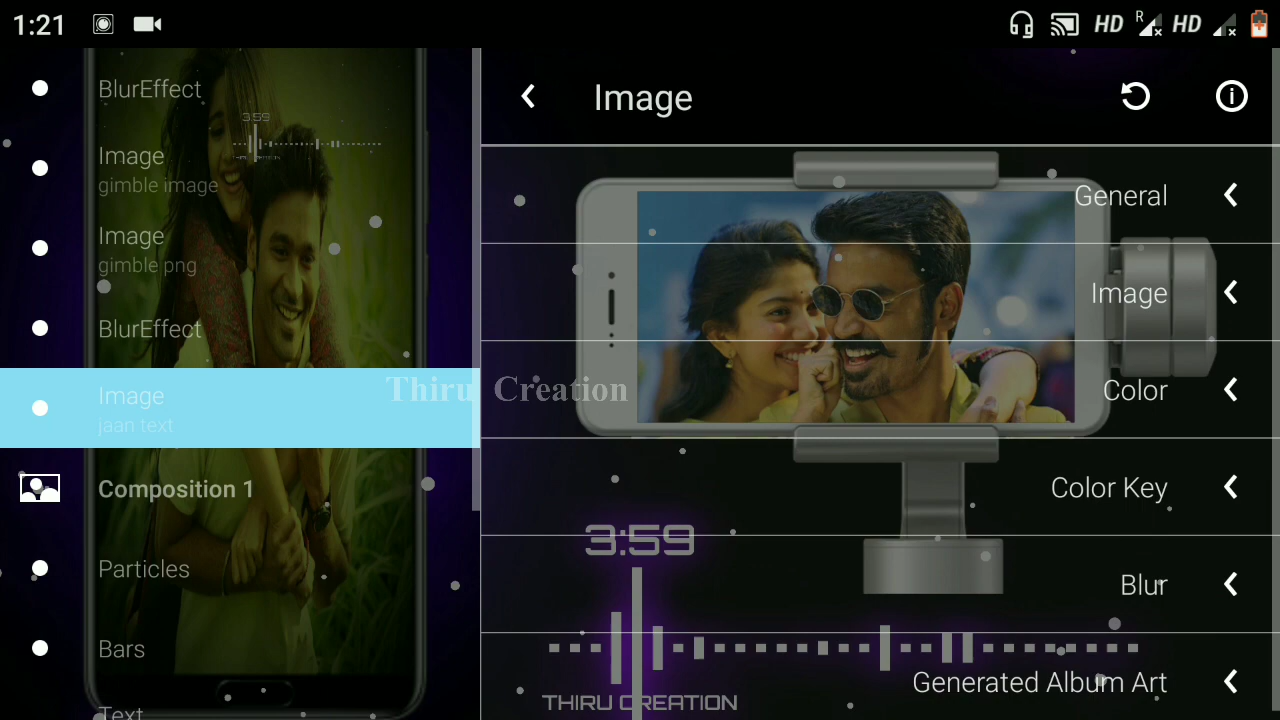 1:21
HD
R
HD
BlurEffect
Image
gimble image
Image
gimble png
BlurEffect
Image
jaan text
Composition 1
Particles
Bars
Text
3:59
Image
General
Image
Color
Color Key
Blur
Generated Album Art
Thiru Creation
3:59
THIRU CREATION